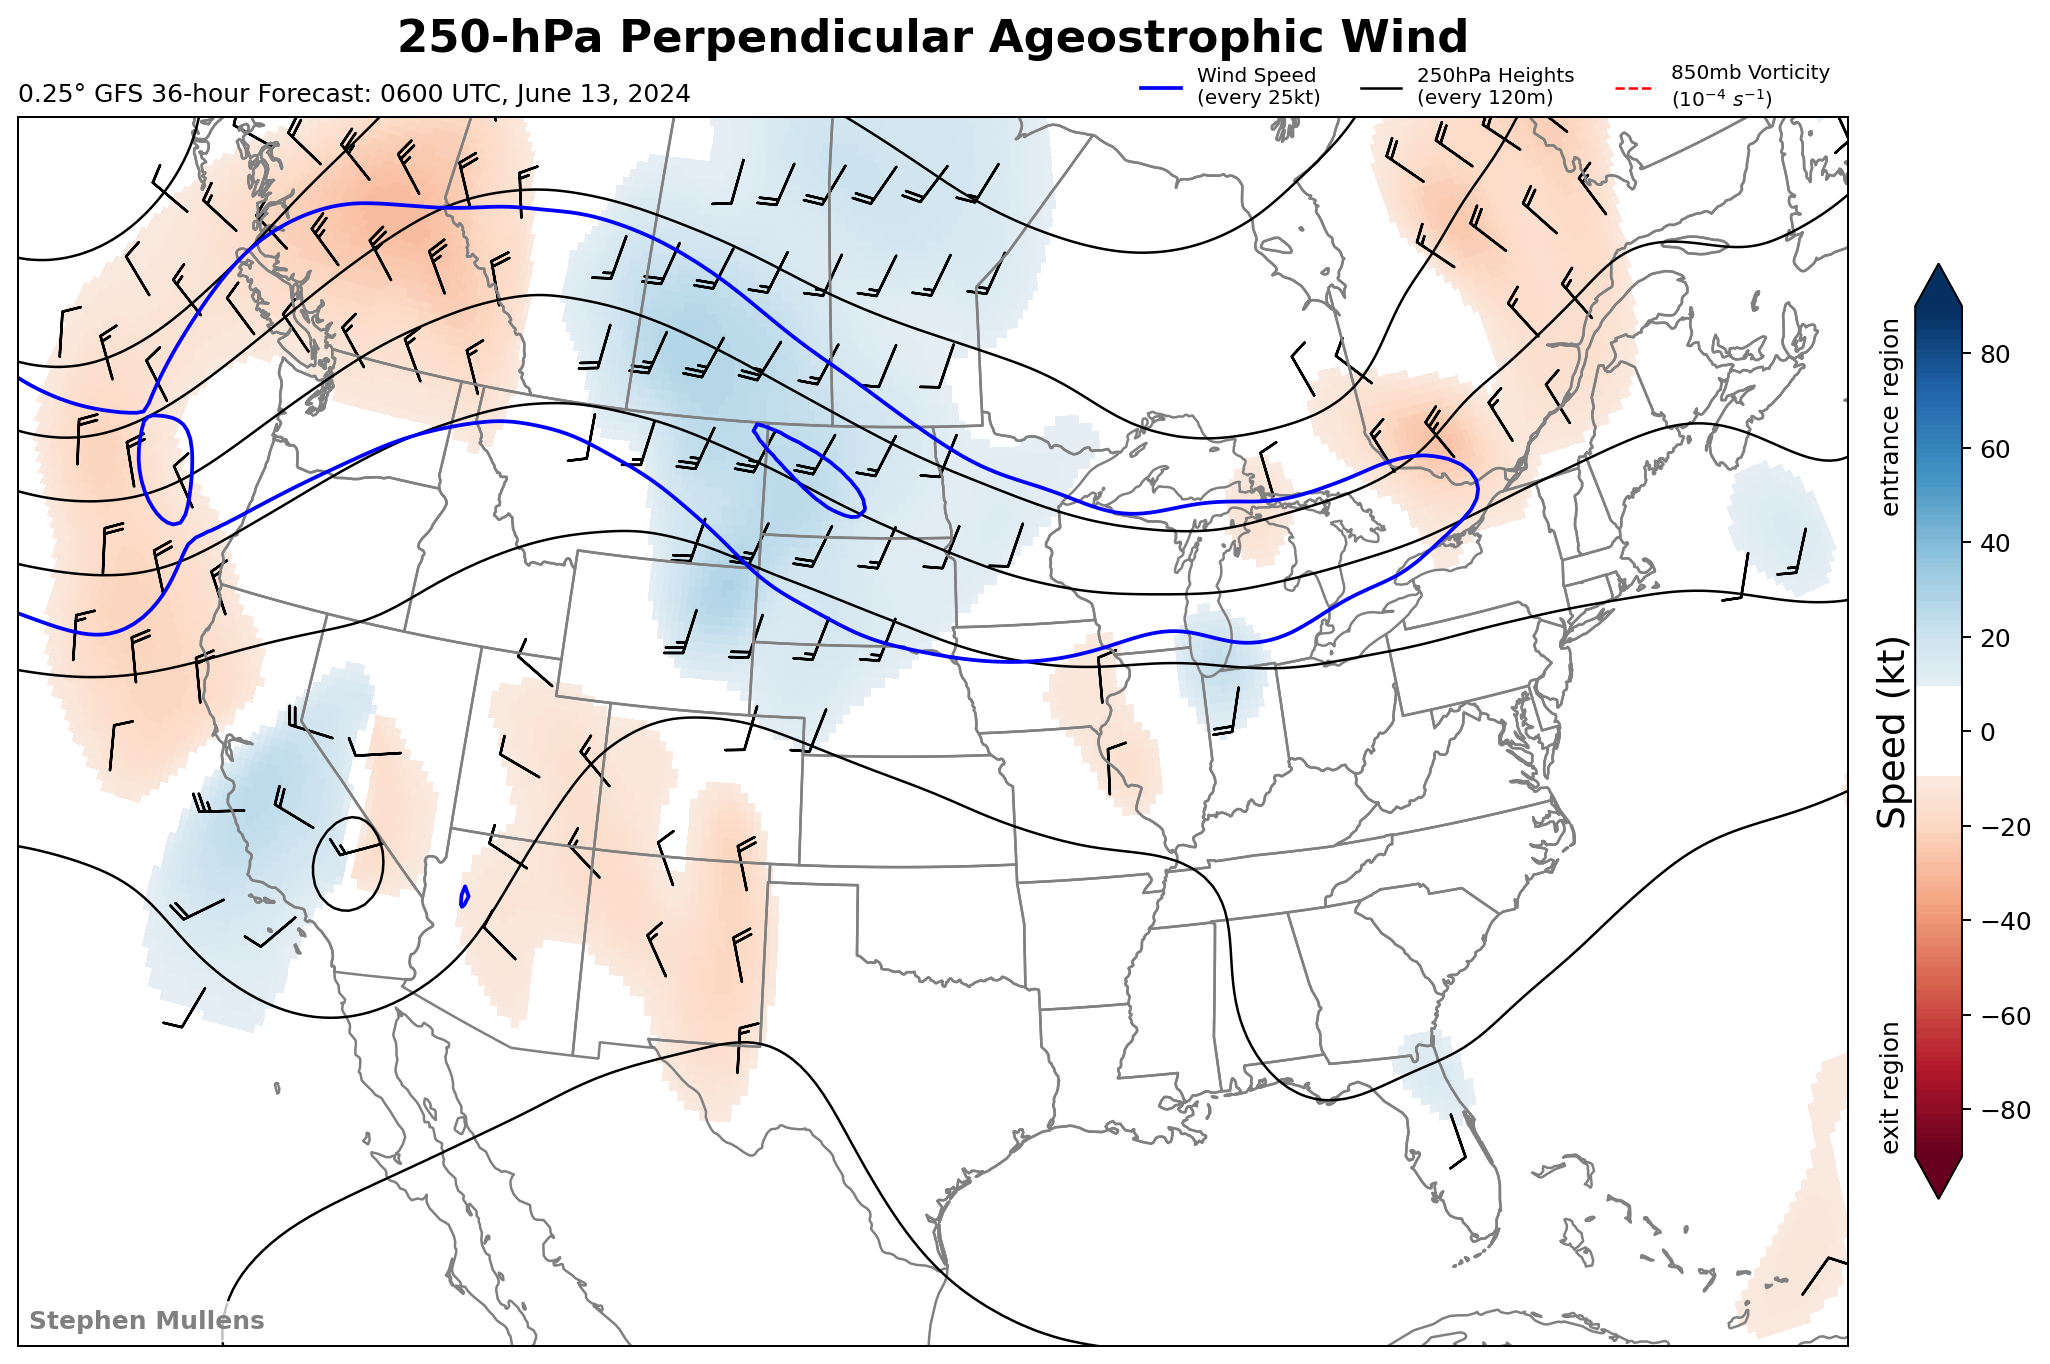 250-hPa Perpendicular Ageostrophic Wind
0.25° GFS 36-hour Forecast: 0600 UTC, June 13, 2024
Wind Speed
(every 25kt)
250hPa Heights
(every 120m)
850mb Vorticity
(10⁻⁴ s⁻¹)
entrance region
Speed (kt)
exit region
80
60
40
20
0
−20
−40
−60
−80
Stephen Mullens